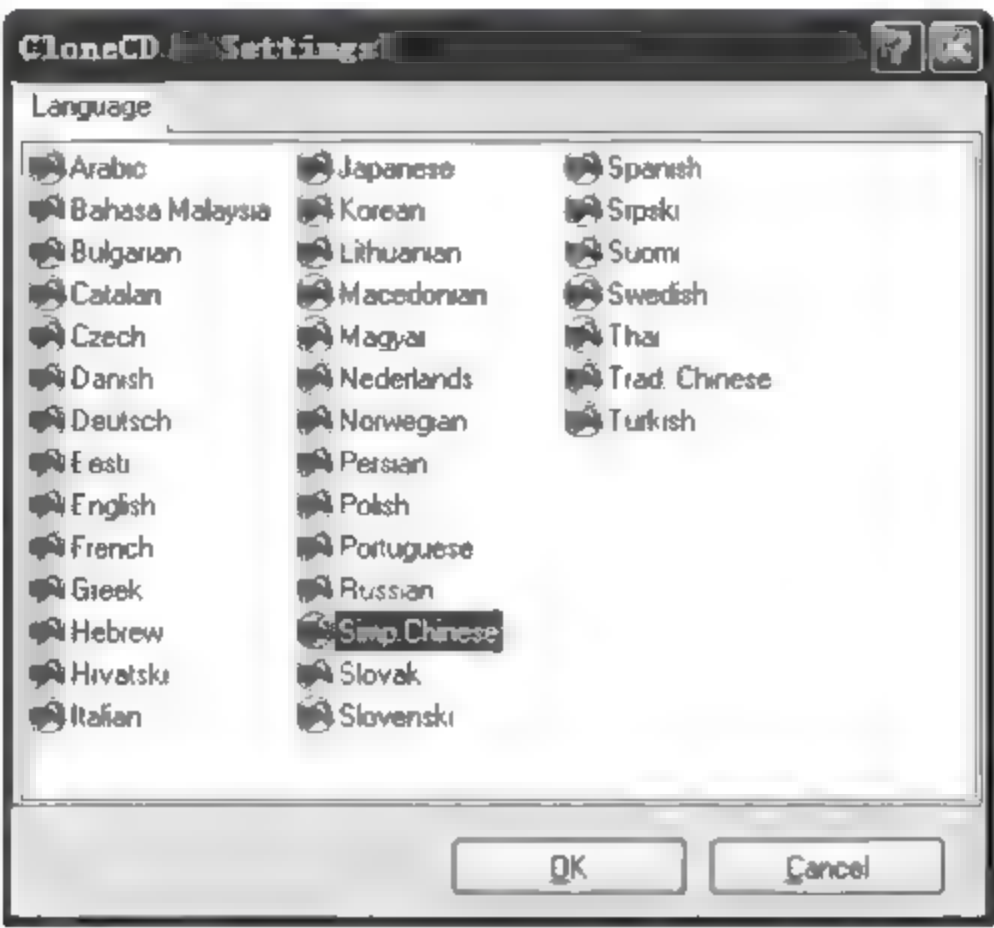 CloneCD Settings
Language
Arabic
Bahasa Malaysia
Bulgarian
Catalan
Czech
Danish
Deutsch
Eesti
English
French
Greek
Hebrew
Hrvatski
Italian
Japanese
Korean
Lithuanian
Macedonian
Magyar
Nederlands
Norwegian
Persian
Polish
Portuguese
Russian
Simp.Chinese
Slovak
Slovenski
Spanish
Srpski
Suomi
Swedish
Thai
Trad. Chinese
Turkish
OK
Cancel